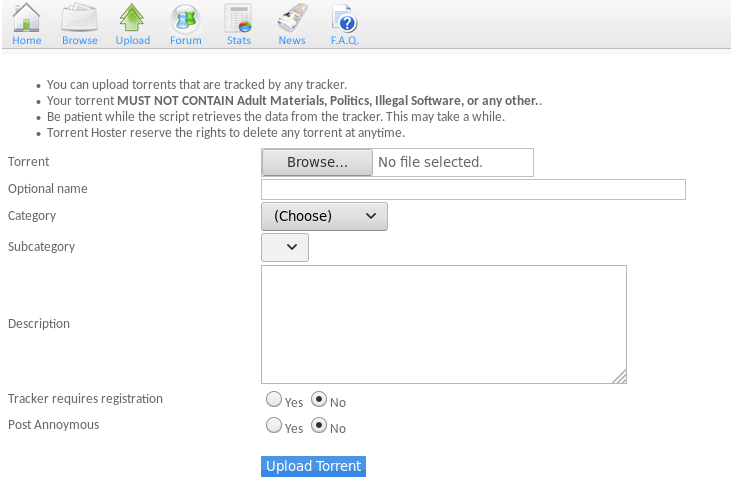 Home Browse Upload Forum Stats News F.A.Q.
You can upload torrents that are tracked by any tracker.
Your torrent MUST NOT CONTAIN Adult Materials, Politics, Illegal Software, or any other..
Be patient while the script retrieves the data from the tracker. This may take a while.
Torrent Hoster reserve the rights to delete any torrent at anytime.
Torrent Browse... No file selected.
Optional name
Category (Choose)
Subcategory
Description
Tracker requires registration Yes No
Post Annoymous Yes No
Upload Torrent